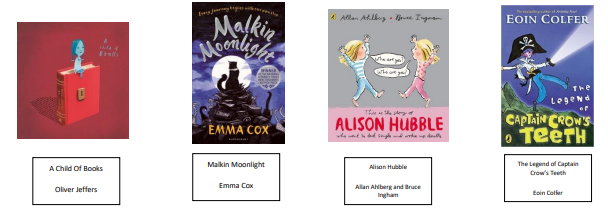 A child of Books
Every journey begins with one pawstep...
Malkin
Moonlight
WINNER
EMMA COX
Allan Ahlberg • Bruce Ingman
Who are you?
Who are you?
This is the story of
ALISON HUBBLE
who went to bed single and woke up double
The bestselling author of Artemis Fowl
EOIN COLFER
The
Legend
of
CAPTAIN CROW'S
TEETH
A Child Of Books
Oliver Jeffers
Malkin Moonlight
Emma Cox
Alison Hubble
Allan Ahlberg and Bruce
Ingham
The Legend of Captain
Crow's Teeth
Eoin Colfer